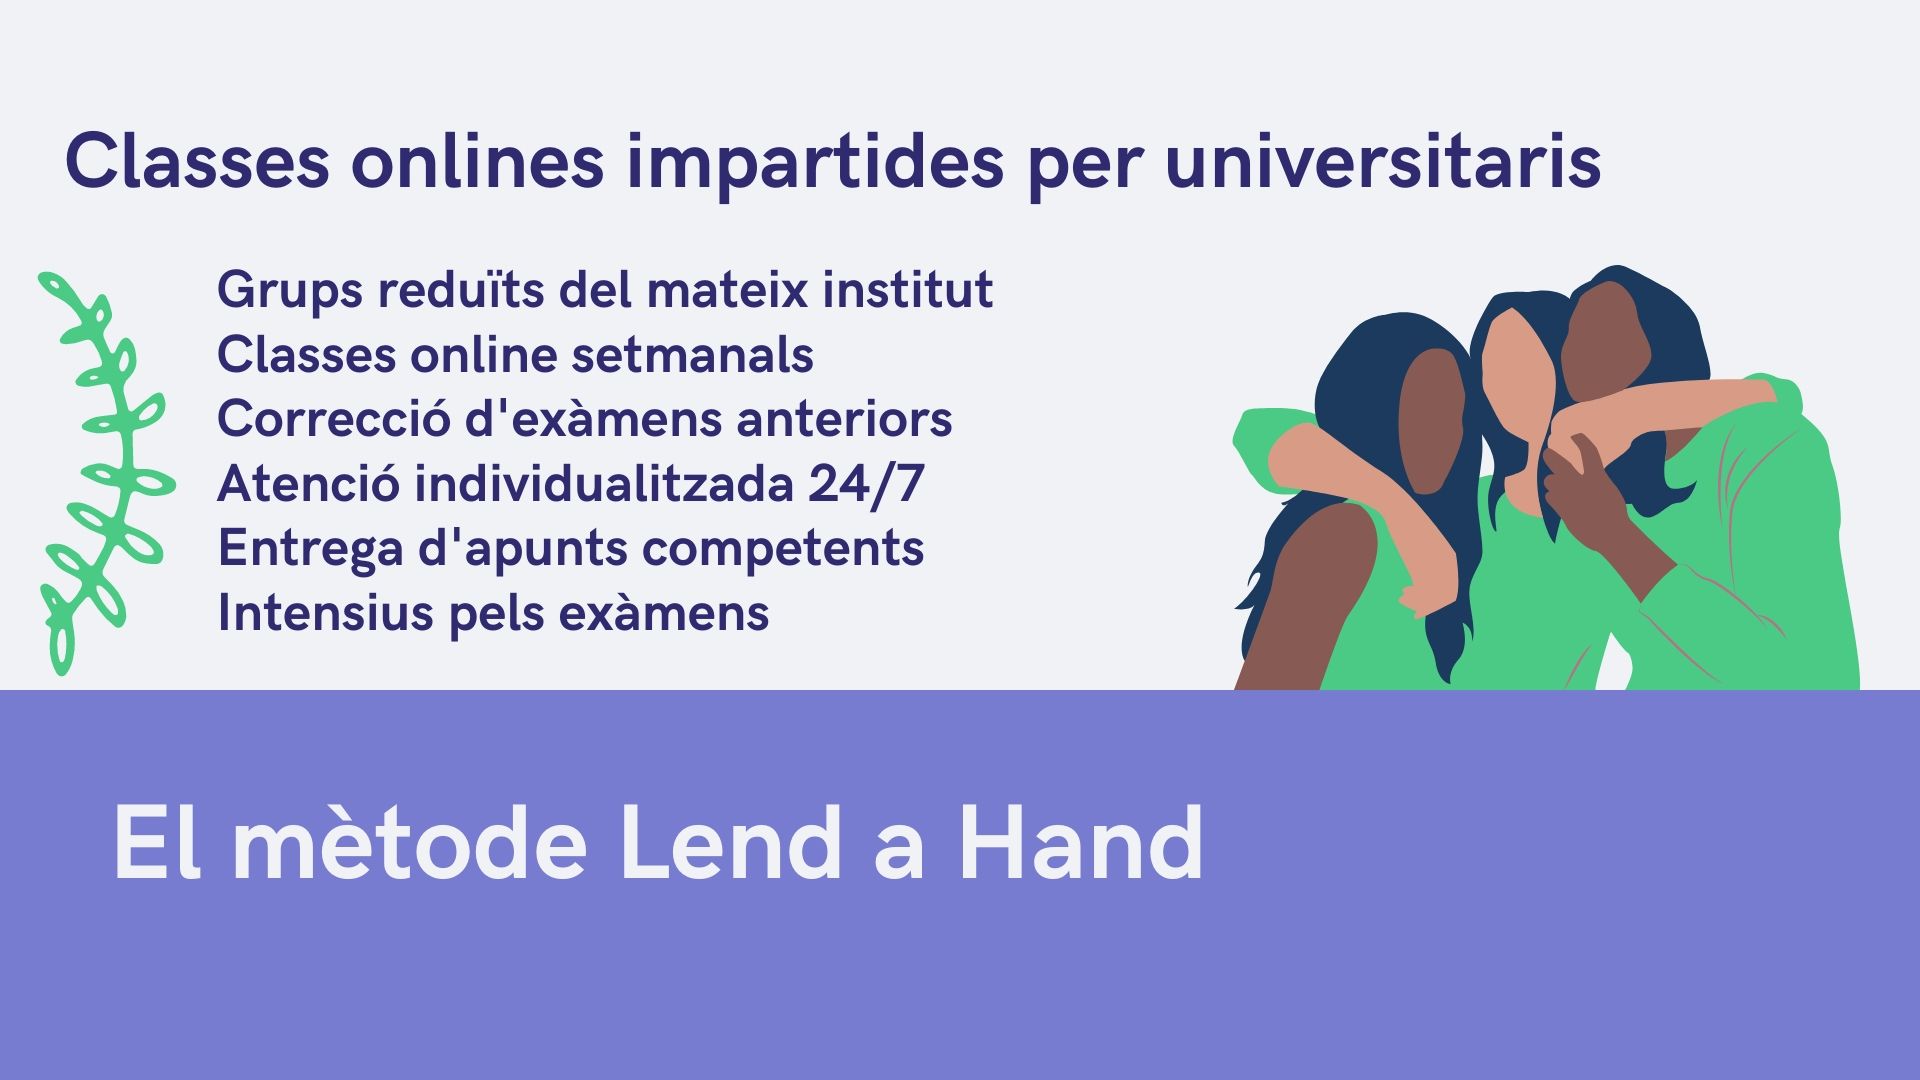 Classes onlines impartides per universitaris
Grups reduïts del mateix institut
Classes online setmanals
Correcció d'exàmens anteriors
Atenció individualitzada 24/7
Entrega d'apunts competents
Intensius pels exàmens
El mètode Lend a Hand